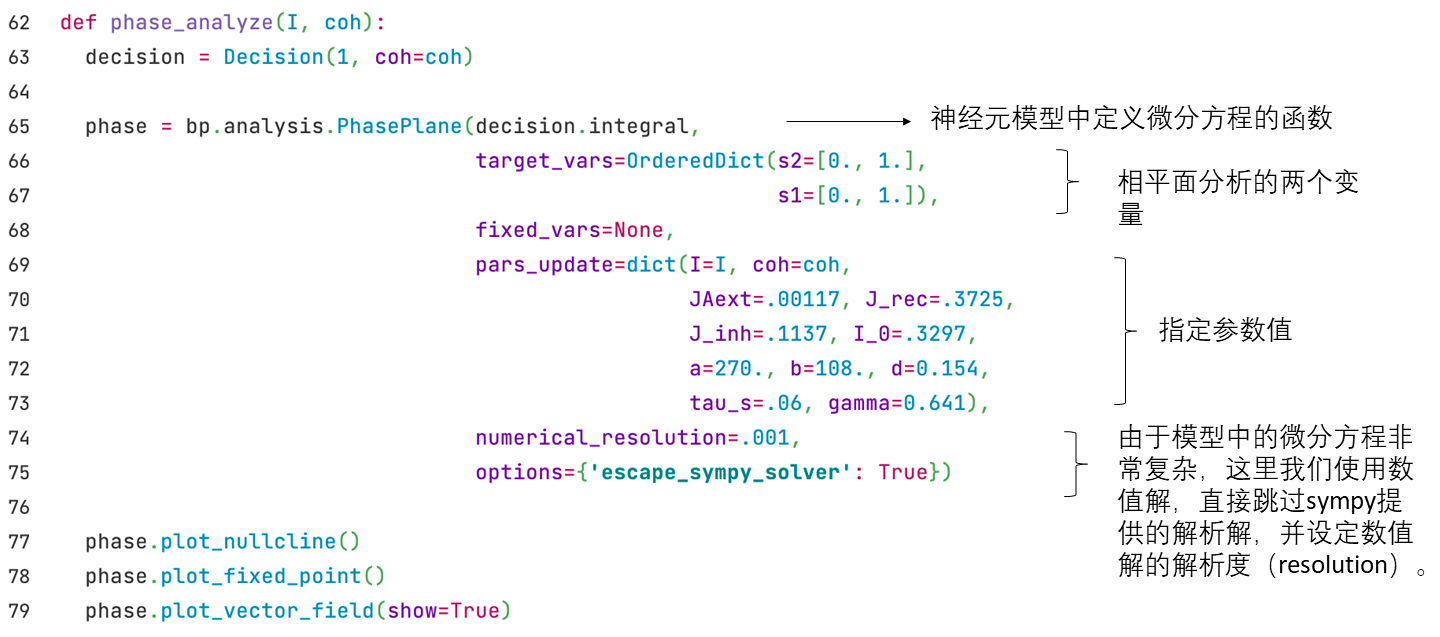 62 def phase_analyze(I, coh):
63   decision = Decision(1, coh=coh)
64
65   phase = bp.analysis.PhasePlane(decision.integral,
神经元模型中定义微分方程的函数
66                                  target_vars=OrderedDict(s2=[0., 1.],
67                                                          s1=[0., 1.]),
相平面分析的两个变
量
68                                  fixed_vars=None,
69                                  pars_update=dict(I=I, coh=coh,
70                                                   JAext=.00117, J_rec=.3725,
71                                                   J_inh=.1137, I_0=.3297,
指定参数值
72                                                   a=270., b=108., d=0.154,
73                                                   tau_s=.06, gamma=0.641),
74                                  numerical_resolution=.001,
75                                  options={'escape_sympy_solver': True})
由于模型中的微分方程非
常复杂，这里我们使用数
值解，直接跳过sympy提
供的解析解，并设定数值
解的解析度（resolution）。
76
77   phase.plot_nullcline()
78   phase.plot_fixed_point()
79   phase.plot_vector_field(show=True)